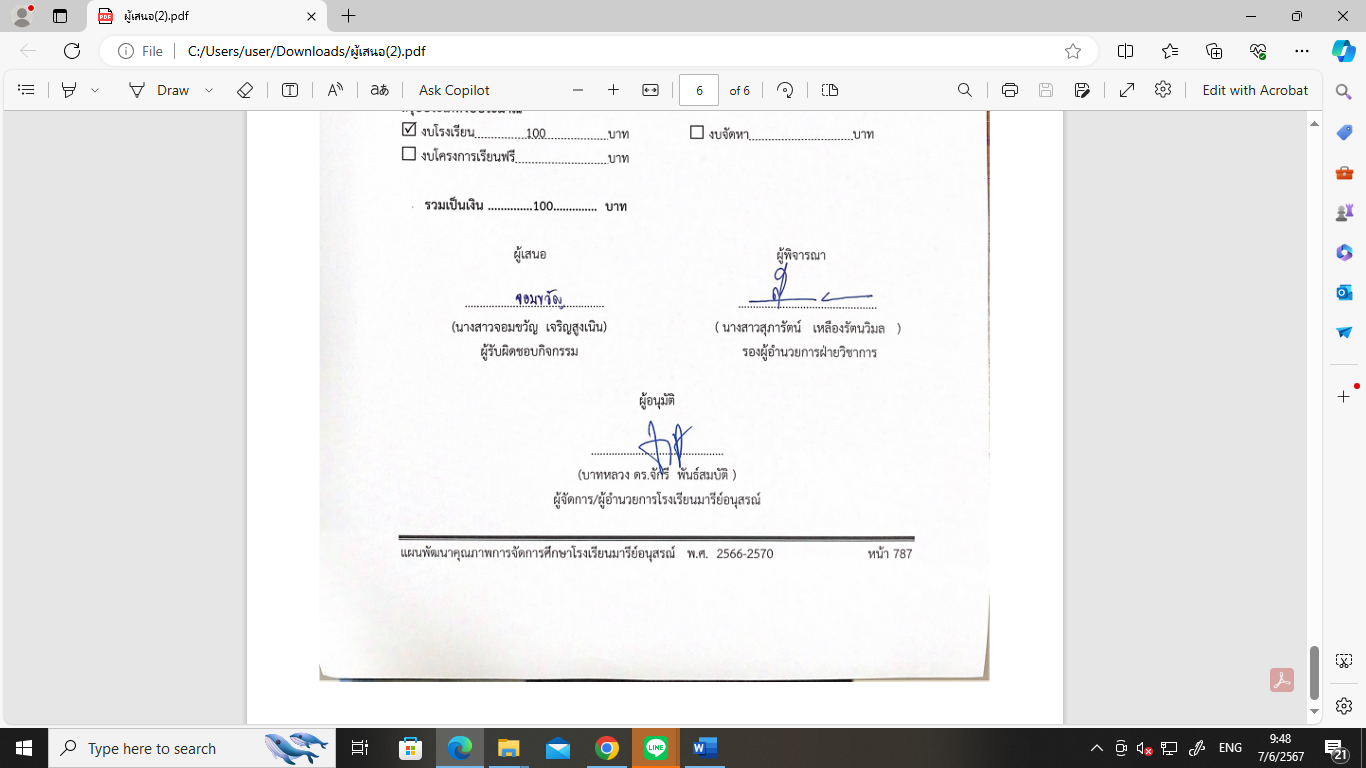 ผู้เสนอ(2).pdf
File
C:/Users/user/Downloads/ผู้เสนอ(2).pdf
Draw
Ask Copilot
6
of 6
Edit with Acrobat
งบโรงเรียน..............100.................บาท
งบจัดหา............................บาท
งบโครงการเรียนฟรี.........................บาท
รวมเป็นเงิน ..............100............. บาท
ผู้เสนอ
ผู้พิจารณา
จอมขวัญ
(นางสาวจอมขวัญ เจริญสูงเนิน)
( นางสาวสุภารัตน์ เหลืองรัตนวิมล )
ผู้รับผิดชอบกิจกรรม
รองผู้อำนวยการฝ่ายวิชาการ
ผู้อนุมัติ
(บาทหลวง ดร.จักรี พันธ์สมบัติ )
ผู้จัดการ/ผู้อำนวยการโรงเรียนมารีย์อนุสรณ์
แผนพัฒนาคุณภาพการจัดการศึกษาโรงเรียนมารีย์อนุสรณ์ พ.ศ. 2566-2570
หน้า 787
Type here to search
LINE
ENG
9:48
7/6/2567
21